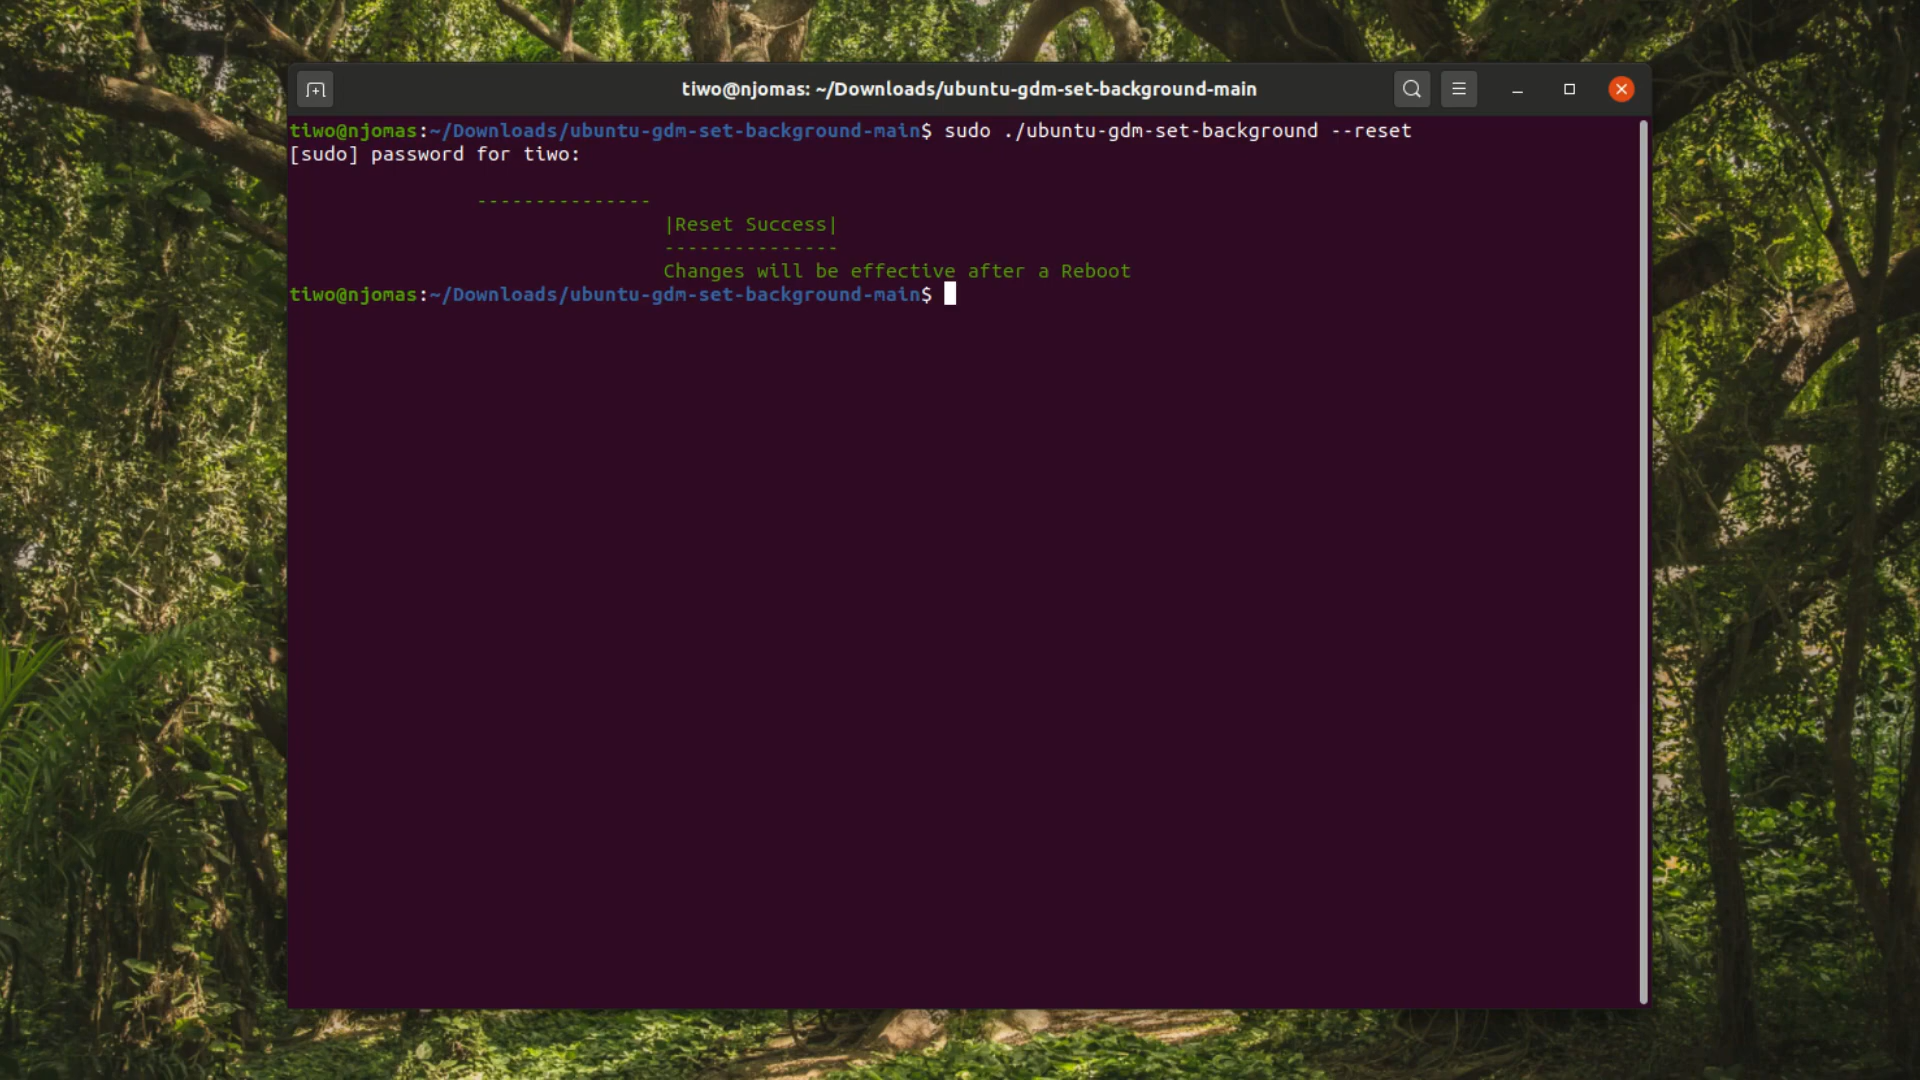 tiwo@njomas: ~/Downloads/ubuntu-gdm-set-background-main
tiwo@njomas:~/Downloads/ubuntu-gdm-set-background-main$ sudo ./ubuntu-gdm-set-background --reset
[sudo] password for tiwo:
---------------
|Reset Success|
---------------
Changes will be effective after a Reboot
tiwo@njomas:~/Downloads/ubuntu-gdm-set-background-main$